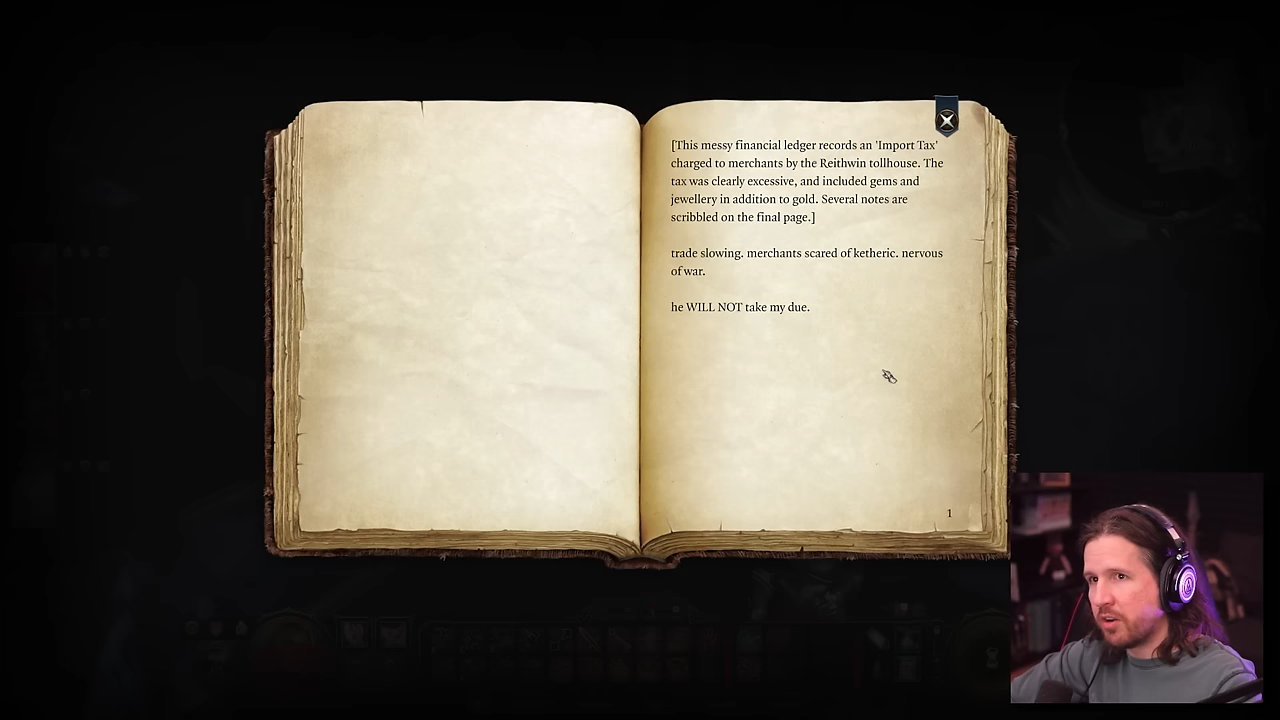 [This messy financial ledger records an 'Import Tax'
charged to merchants by the Reithwin tollhouse. The
tax was clearly excessive, and included gems and
jewellery in addition to gold. Several notes are
scribbled on the final page.]
trade slowing. merchants scared of ketheric. nervous
of war.
he WILL NOT take my due.
1